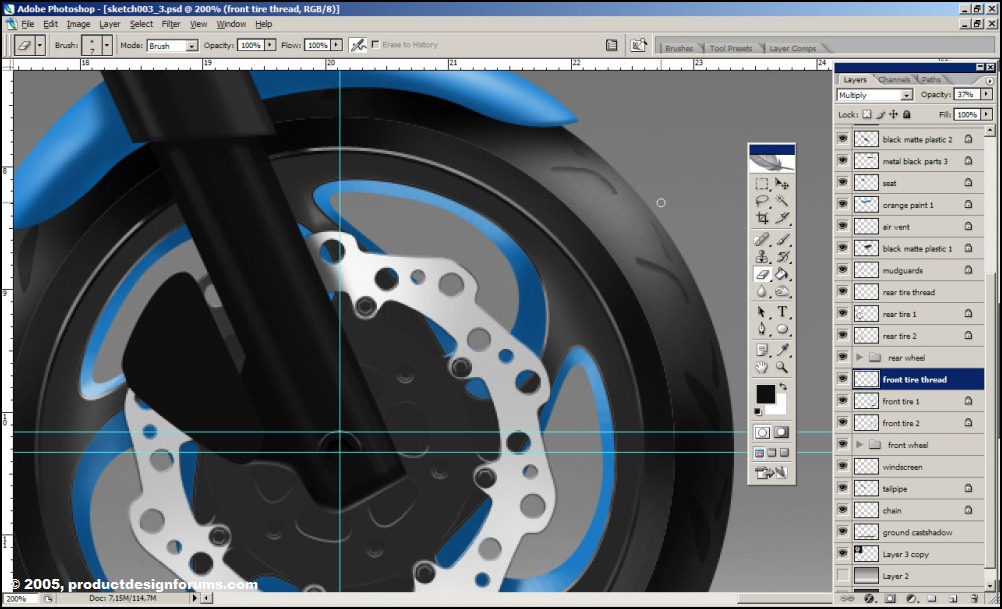 Adobe Photoshop - [sketch003_3.psd @ 200% (front tire thread, RGB/8)]
File Edit Image Layer Select Filter View Window Help
Brush: 7 Mode: Brush Opacity: 100% Flow: 100% Erase to History
Brushes Tool Presets Layer Comps
18 19 20 21 22 23 24
8
9
10
11
Layers Channels Paths
Multiply Opacity: 37%
Lock: Fill: 100%
black matte plastic 2
metal black parts 3
seat
orange paint 1
air vent
black matte plastic 1
mudguards
rear tire thread
rear tire 1
rear tire 2
rear wheel
front tire thread
front tire 1
front tire 2
front wheel
windscreen
tailpipe
chain
ground castshadow
Layer 3 copy
Layer 2
© 2005, productdesignforums.com
200% Doc: 7,15M/114,7M